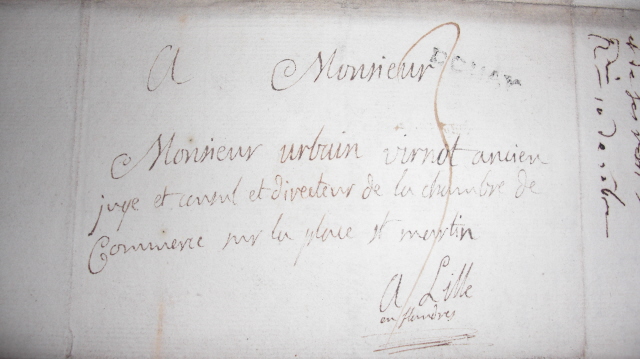 A Monsieur
DOUAY
Monsieur urbain virnot ancien
juge et consul et directeur de la chambre de
Commerce sur la place st martin
A Lille
en flandres